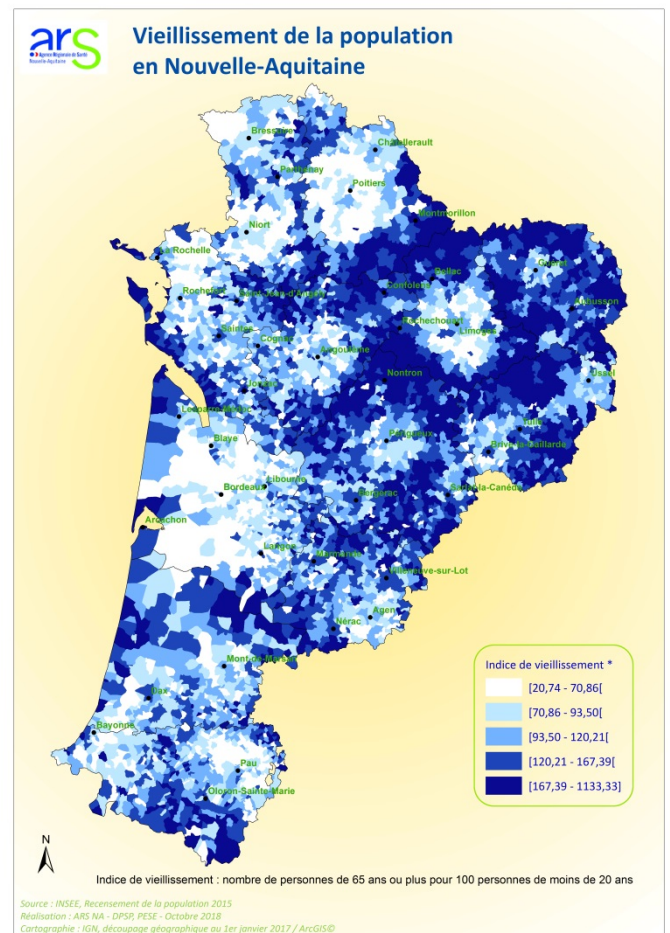 ars
Agence Régionale de Santé
Nouvelle-Aquitaine
Vieillissement de la population
en Nouvelle-Aquitaine
Bressuire
Châtellerault
Parthenay
Poitiers
Montmorillon
Niort
La Rochelle
Bellac
Guéret
Rochefort
Saint-Jean-d'Angély
Confolens
Aubusson
Rochechouart
Limoges
Saintes
Cognac
Angoulême
Jonzac
Nontron
Ussel
Lesparre-Médoc
Tulle
Blaye
Périgueux
Brive-la-Gaillarde
Libourne
Bordeaux
Bergerac
Sarlat-la-Canéda
Arcachon
Langon
Marmande
Villeneuve-sur-Lot
Agen
Nérac
Mont-de-Marsan
Dax
Bayonne
Pau
Oloron-Sainte-Marie
Indice de vieillissement *
[20,74 - 70,86[
[70,86 - 93,50[
[93,50 - 120,21[
[120,21 - 167,39[
[167,39 - 1133,33]
N
Indice de vieillissement : nombre de personnes de 65 ans ou plus pour 100 personnes de moins de 20 ans
Source : INSEE, Recensement de la population 2015
Réalisation : ARS NA - DPSP, PESE - Octobre 2018
Cartographie : IGN, découpage géographique au 1er janvier 2017 / ArcGIS©